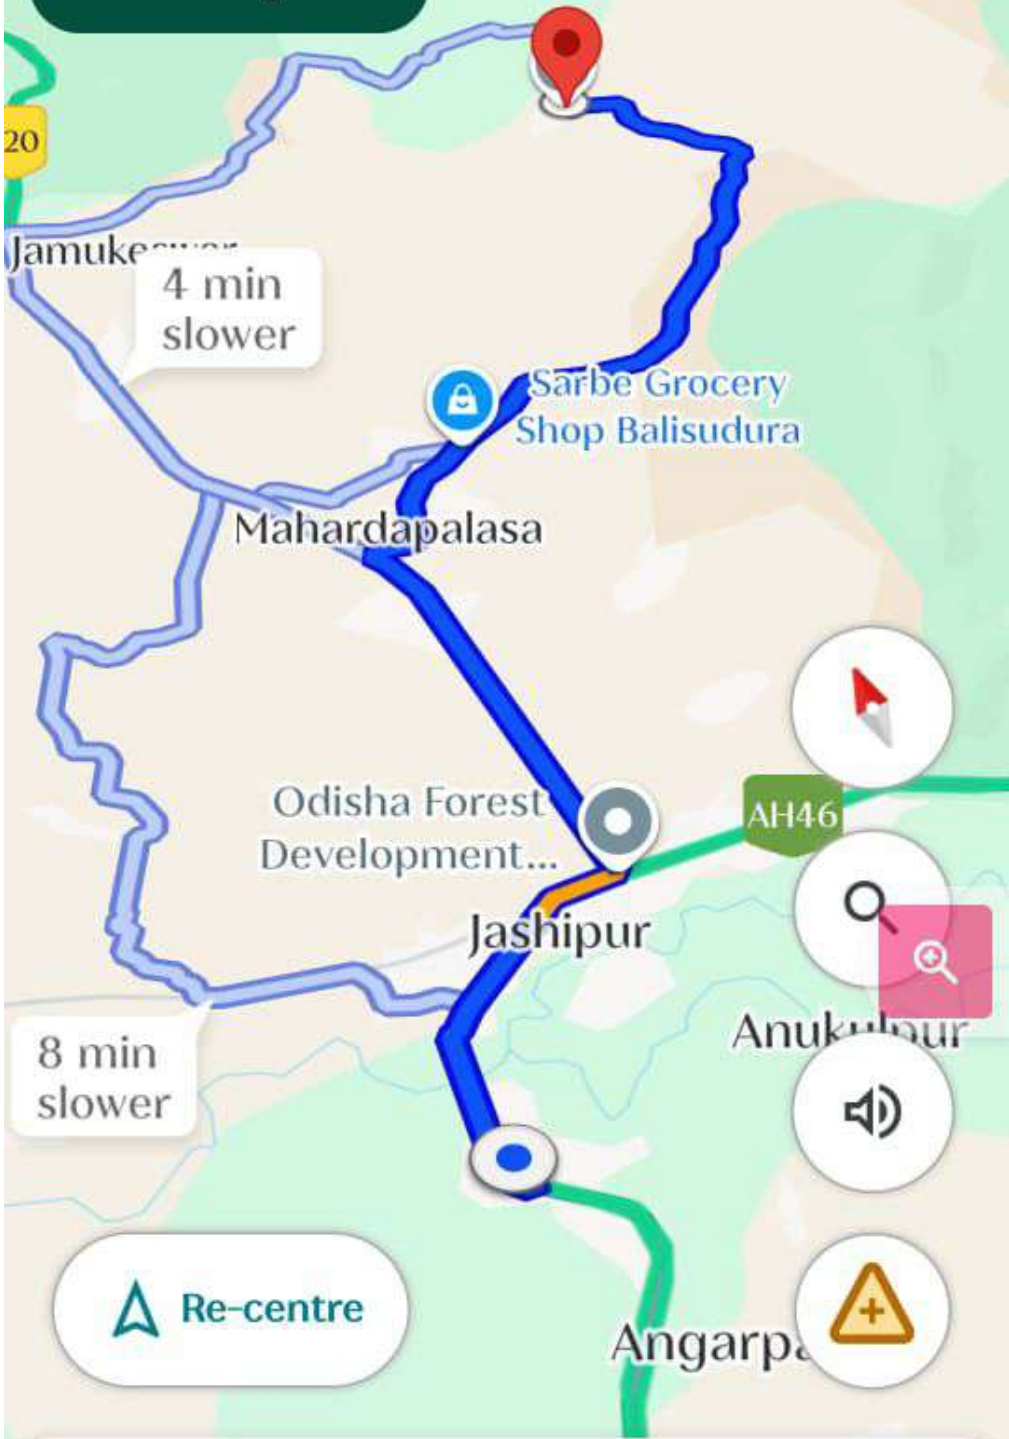 20
4 min
slower
Sarbe Grocery
Shop Balisudura
Mahardapalasa
Odisha Forest
Development...
AH46
Jashipur
8 min
slower
Re-centre